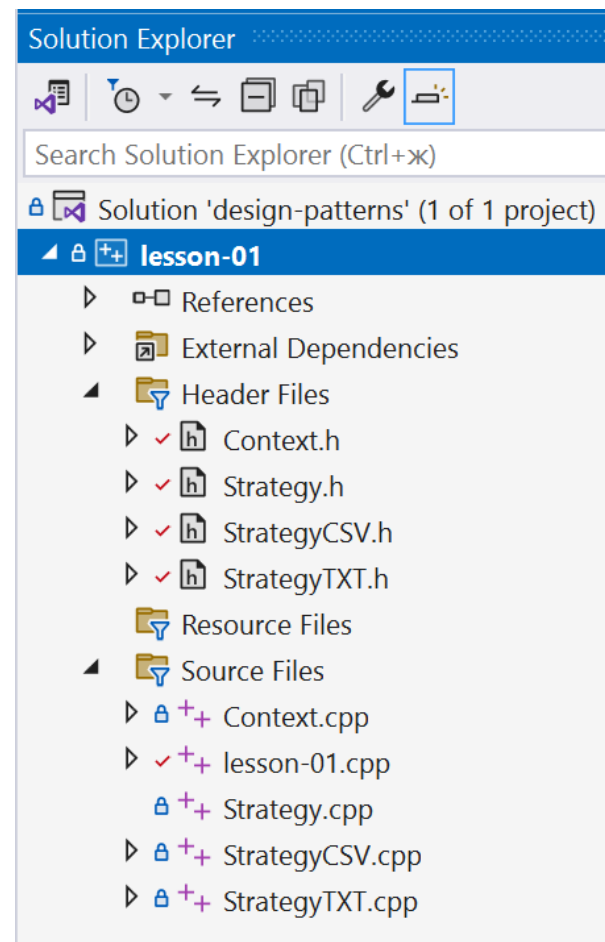 Solution Explorer
Search Solution Explorer (Ctrl+ж)
Solution 'design-patterns' (1 of 1 project)
lesson-01
References
External Dependencies
Header Files
Context.h
Strategy.h
StrategyCSV.h
StrategyTXT.h
Resource Files
Source Files
Context.cpp
lesson-01.cpp
Strategy.cpp
StrategyCSV.cpp
StrategyTXT.cpp